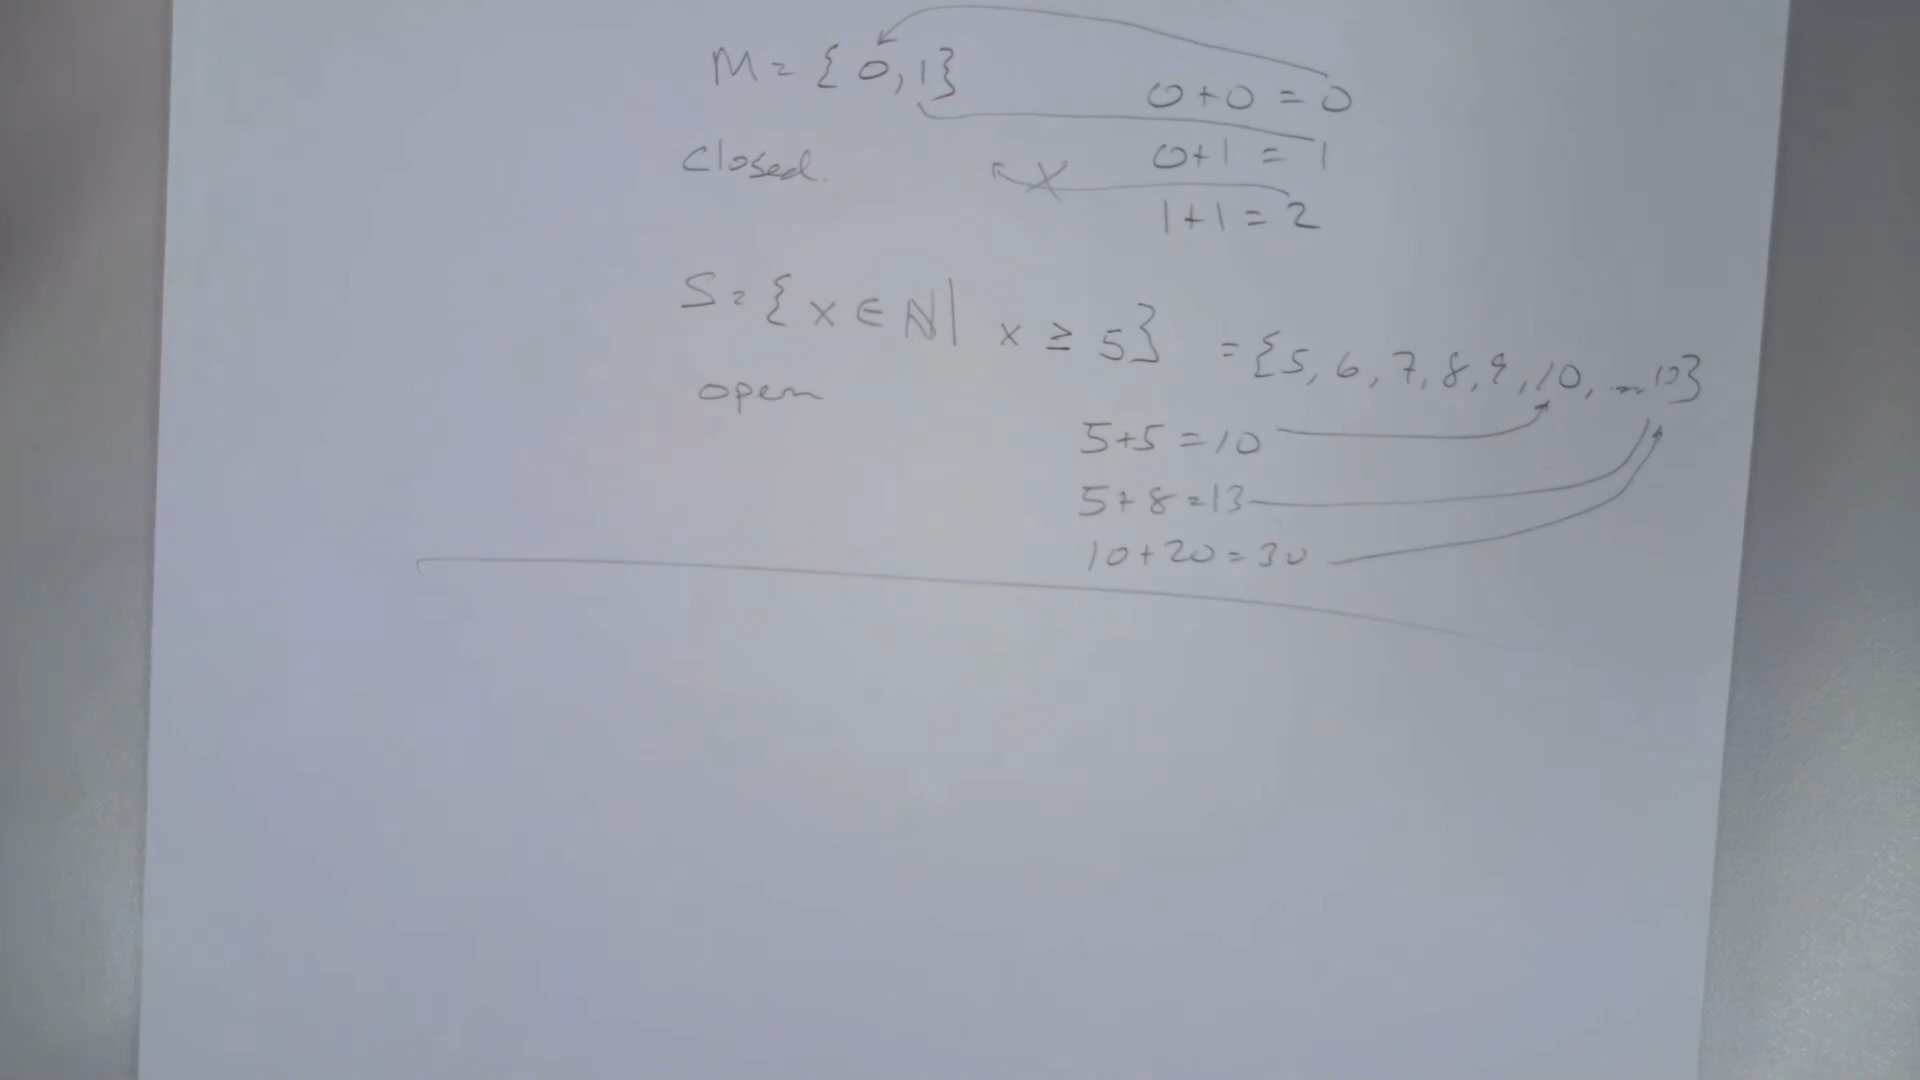 M = { 0, 1}
0 + 0 = 0
closed.
0 + 1 = 1
X
1 + 1 = 2
S = { x ∈ ℕ | x ≥ 5} = {5, 6, 7, 8, 9, 10, ...
open
5 + 5 = 10
5 + 8 = 13
10 + 20 = 30